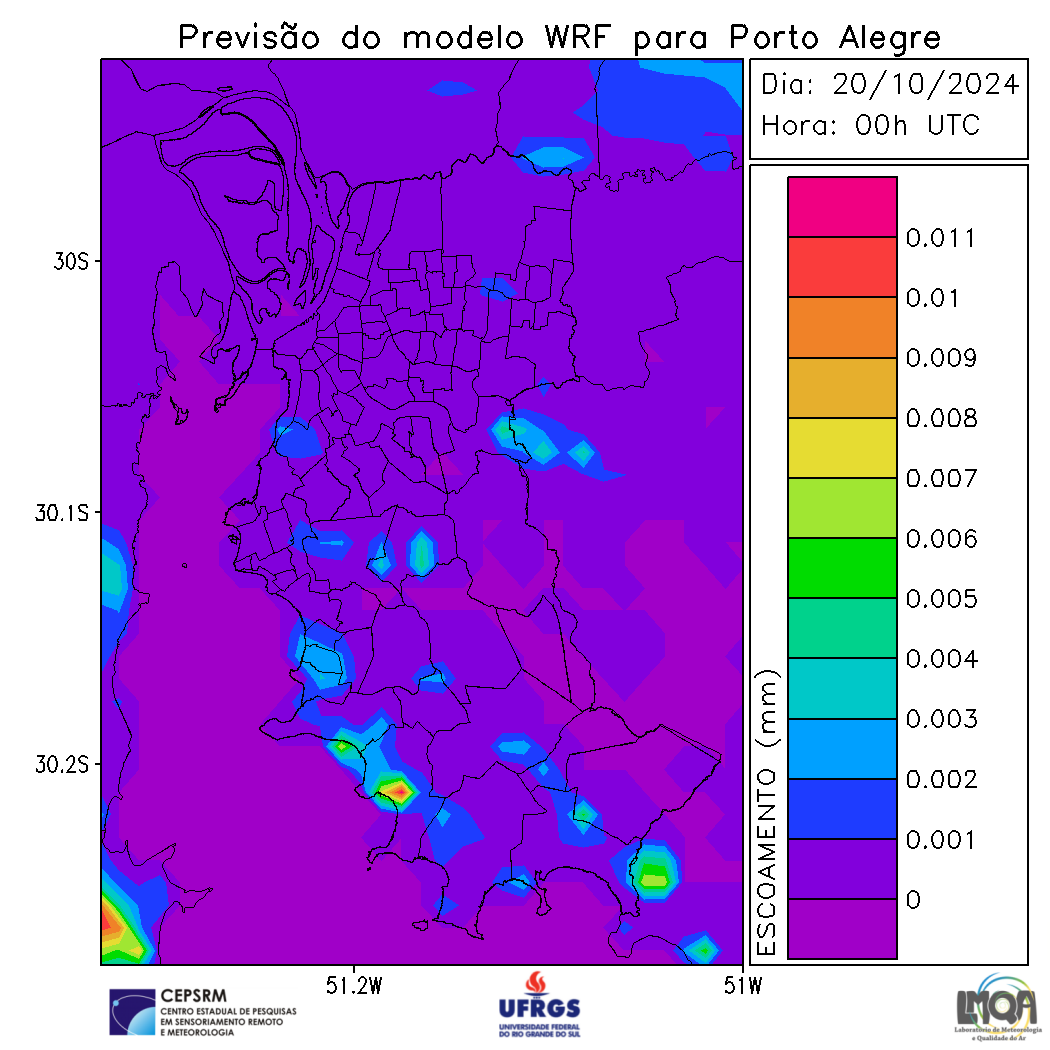 Previsão do modelo WRF para Porto Alegre
Dia: 20/10/2024
Hora: 00h UTC
30S
30.1S
30.2S
51.2W
51W
ESCOAMENTO (mm)
0.011
0.01
0.009
0.008
0.007
0.006
0.005
0.004
0.003
0.002
0.001
0
CEPSRM
CENTRO ESTADUAL DE PESQUISAS
EM SENSORIAMENTO REMOTO
E METEOROLOGIA
UFRGS
UNIVERSIDADE FEDERAL
DO RIO GRANDE DO SUL
LMQA
Laboratório de Meteorologia
e Qualidade do Ar